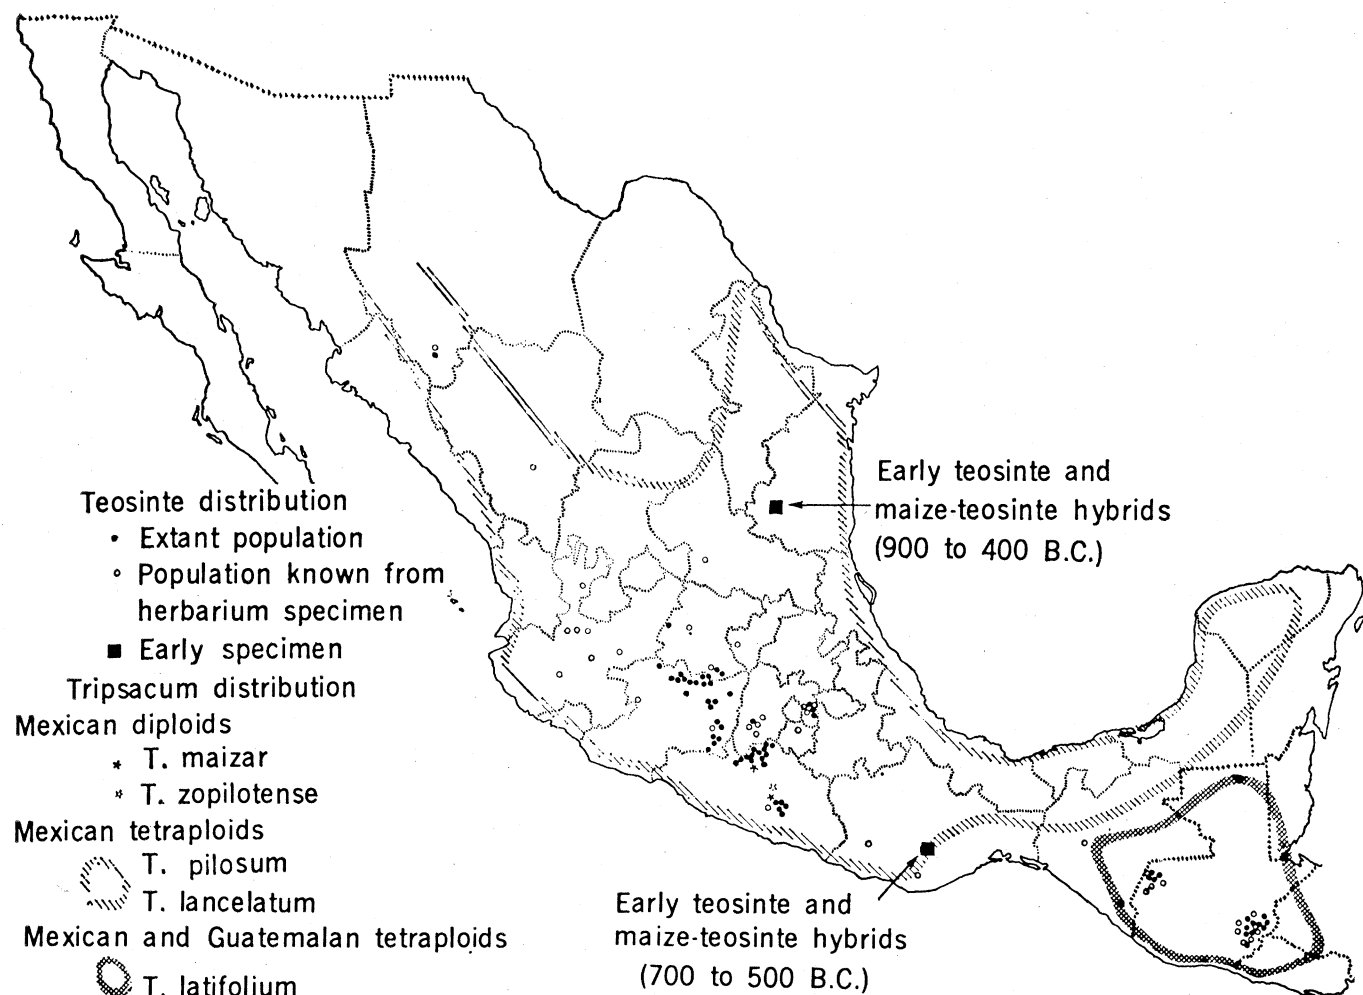 Early teosinte and
maize-teosinte hybrids
(900 to 400 B.C.)
Teosinte distribution
Extant population
Population known from
herbarium specimen
Early specimen
Tripsacum distribution
Mexican diploids
T. maizar
T. zopilotense
Mexican tetraploids
T. pilosum
T. lancelatum
Mexican and Guatemalan tetraploids
T. latifolium
Early teosinte and
maize-teosinte hybrids
(700 to 500 B.C.)